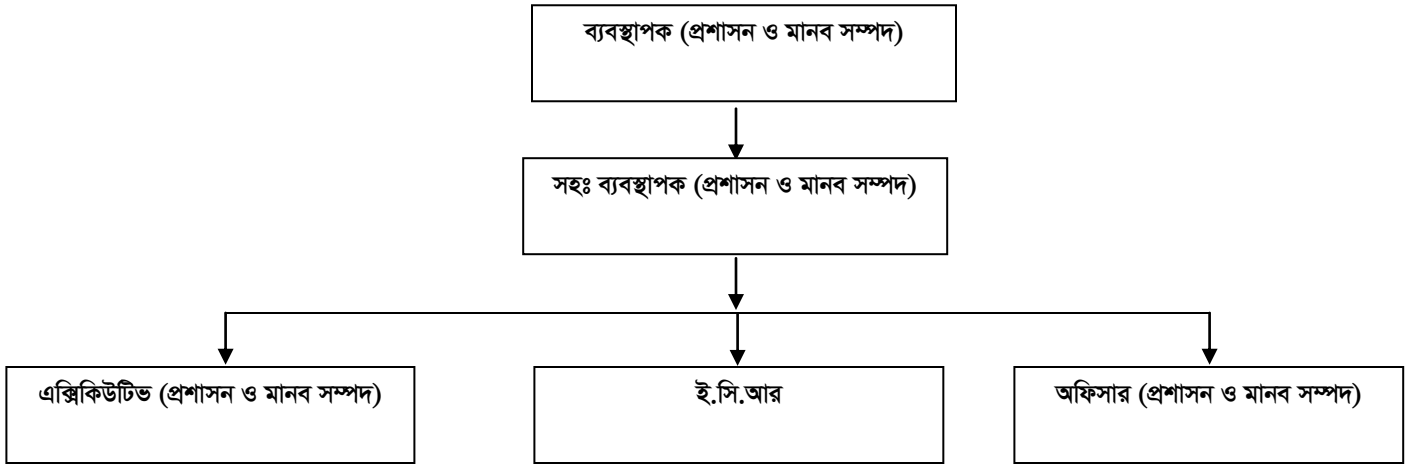 ব্যবস্থাপক (প্রশাসন ও মানব সম্পদ)
সহঃ ব্যবস্থাপক (প্রশাসন ও মানব সম্পদ)
এক্সিকিউটিভ (প্রশাসন ও মানব সম্পদ)
ই.সি.আর
অফিসার (প্রশাসন ও মানব সম্পদ)